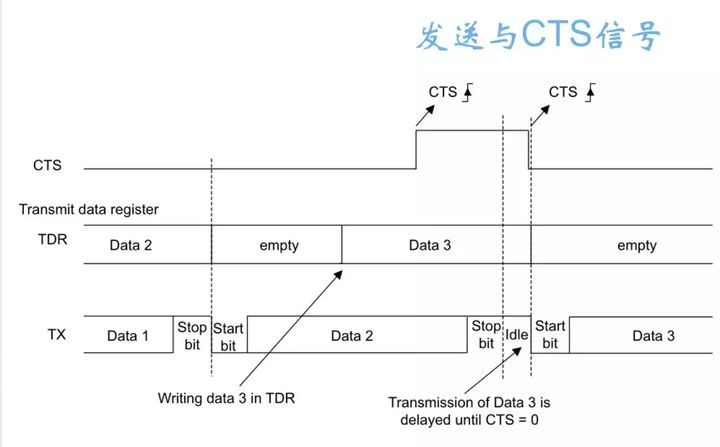 发送与CTS信号
CTS CTS
CTS
Transmit data register
TDR Data 2 empty Data 3 empty
TX Data 1 Stop bit Start bit Data 2 Stop bit Idle Start bit Data 3
Writing data 3 in TDR
Transmission of Data 3 is
delayed until CTS = 0